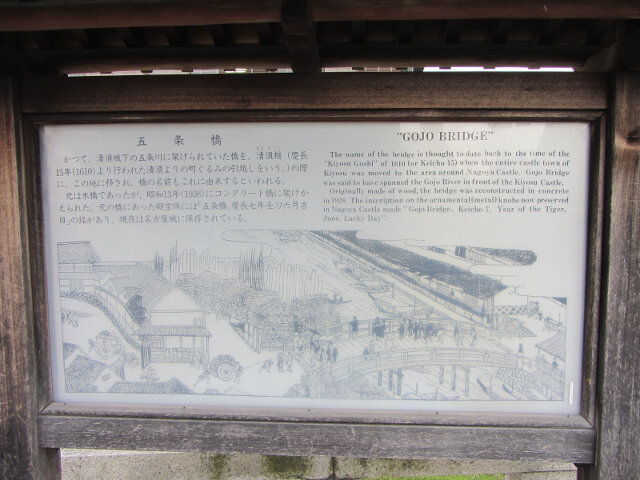 五条橋
かつて、清須城下の五条川に架けられていた橋を、清須越（慶長
15年(1610)より行われた清須よりの町ぐるみの引越しをいう。）の際
に、この地に移され、橋の名前もこれに由来するといわれる。
元は木橋であったが、昭和13年(1938)にコンクリート橋に架けか
えられた。元の橋にあった擬宝珠には「五条橋、慶長七年壬刀六月吉
日」の銘があり、現在は名古屋城に保存されている。
"GOJO BRIDGE"
The name of the bridge is thought to date back to the time of the
"Kiyosu Goshi" of 1610 (or Keicho 15) when the entire castle town of
Kiyosu was moved to the area around Nagoya Castle. Gojo Bridge
was said to have spanned the Gojo River in front of the Kiyosu Castle.
Originally made of wood, the bridge was reconstructed in concrete
in 1938. The inscription on the ornamental(metal) knobs now preserved
in Nagoya Castle reads "Gojo Bridge, Keicho 7, Year of the Tiger,
June, Lucky Day".